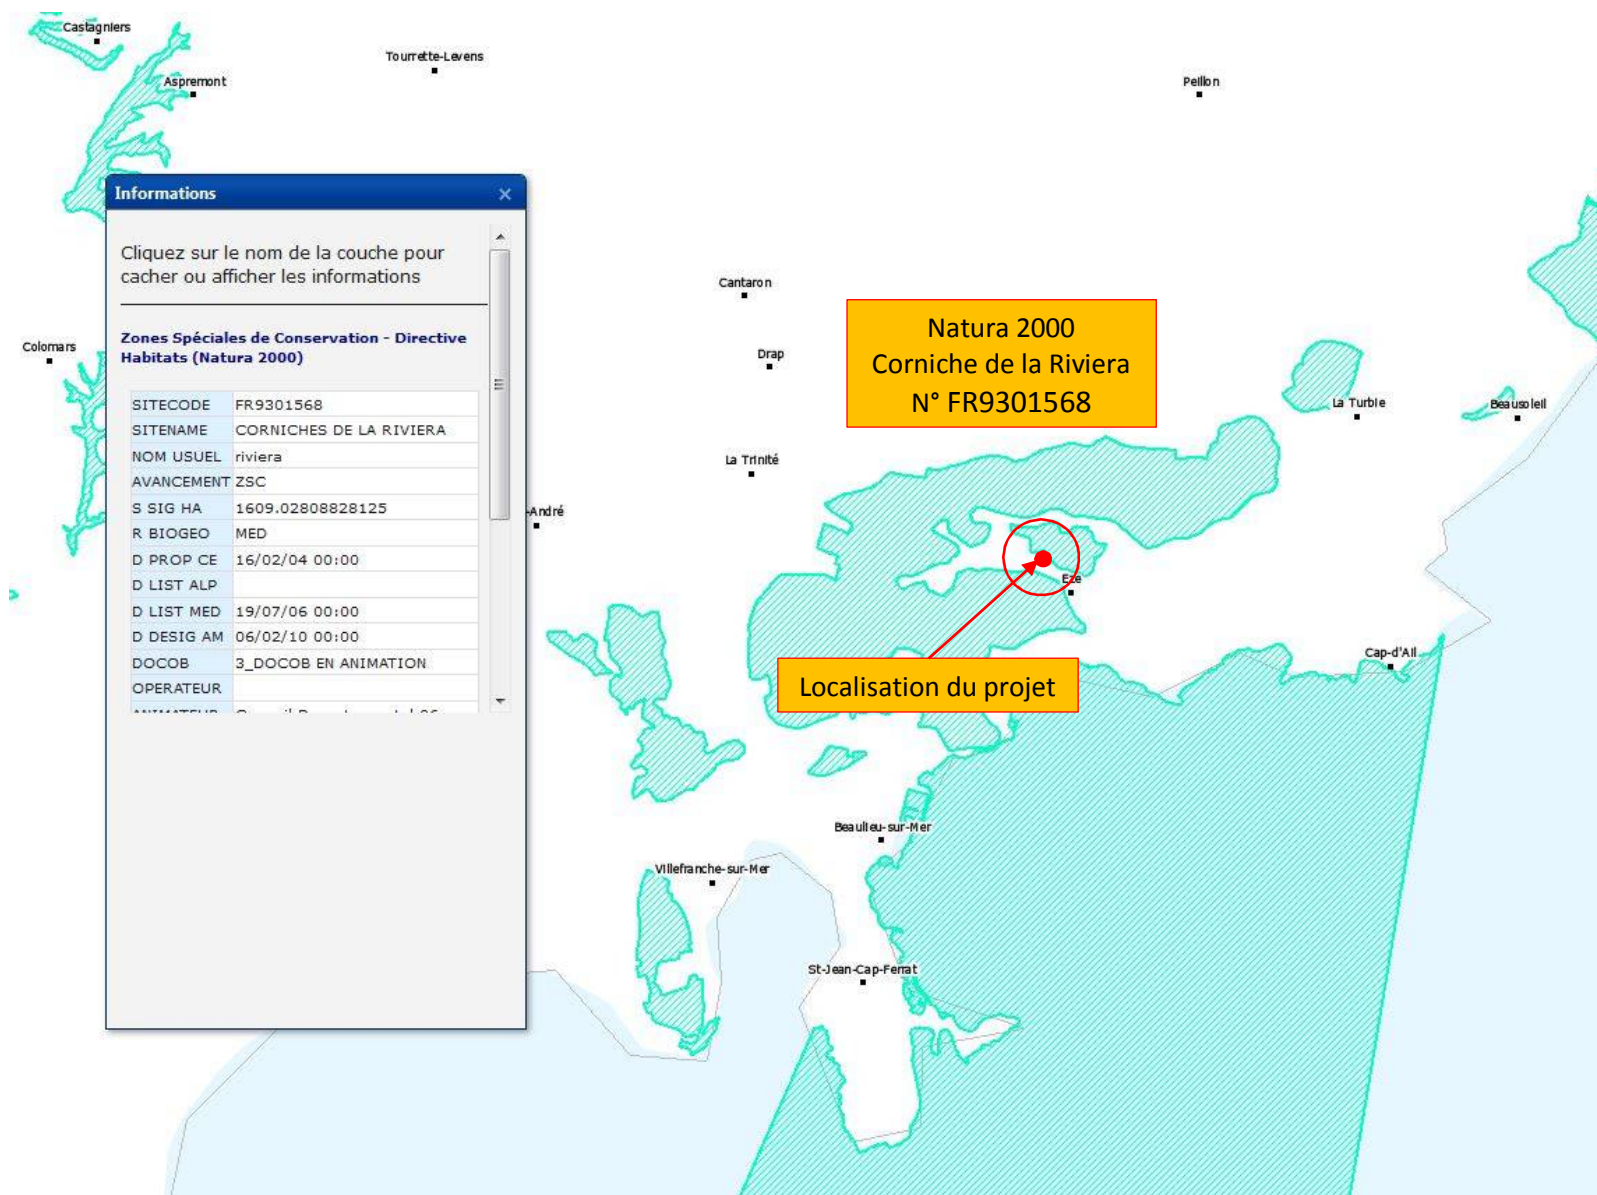 Castagniers
Aspremont
Tourrette-Levens
Peillon
Informations
Cliquez sur le nom de la couche pour
cacher ou afficher les informations
Zones Spéciales de Conservation - Directive
Habitats (Natura 2000)
SITECODE FR9301568
SITENAME CORNICHES DE LA RIVIERA
NOM USUEL riviera
AVANCEMENT ZSC
S SIG HA 1609.02808828125
R BIOGEO MED
D PROP CE 16/02/04 00:00
D LIST ALP
D LIST MED 19/07/06 00:00
D DESIG AM 06/02/10 00:00
DOCOB 3_DOCOB EN ANIMATION
OPERATEUR
Colomars
Cantaron
Drap
La Trinité
-André
Natura 2000
Corniche de la Riviera
N° FR9301568
La Turbie
Beausoleil
Eze
Localisation du projet
Cap-d'Ail
Beaulieu-sur-Mer
Villefranche-sur-Mer
St-Jean-Cap-Ferrat